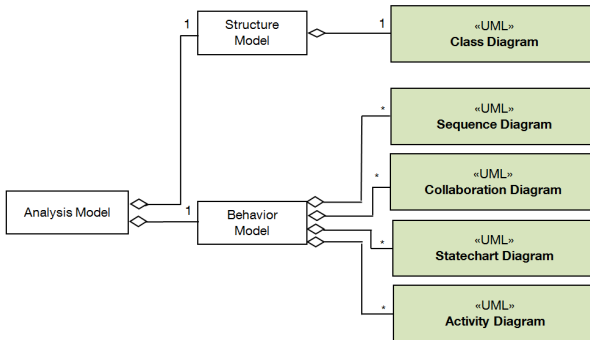 1
Structure
Model
1
«UML»
Class Diagram
*
«UML»
Sequence Diagram
*
«UML»
Collaboration Diagram
Analysis Model
1
Behavior
Model
*
«UML»
Statechart Diagram
*
«UML»
Activity Diagram